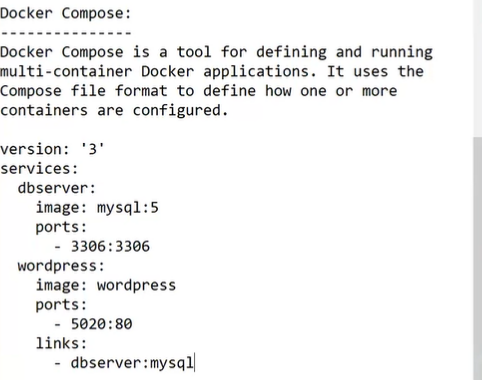 Docker Compose:
---------------
Docker Compose is a tool for defining and running
multi-container Docker applications. It uses the
Compose file format to define how one or more
containers are configured.

version: '3'
services:
  dbserver:
    image: mysql:5
    ports:
      - 3306:3306
  wordpress:
    image: wordpress
    ports:
      - 5020:80
    links:
      - dbserver:mysql